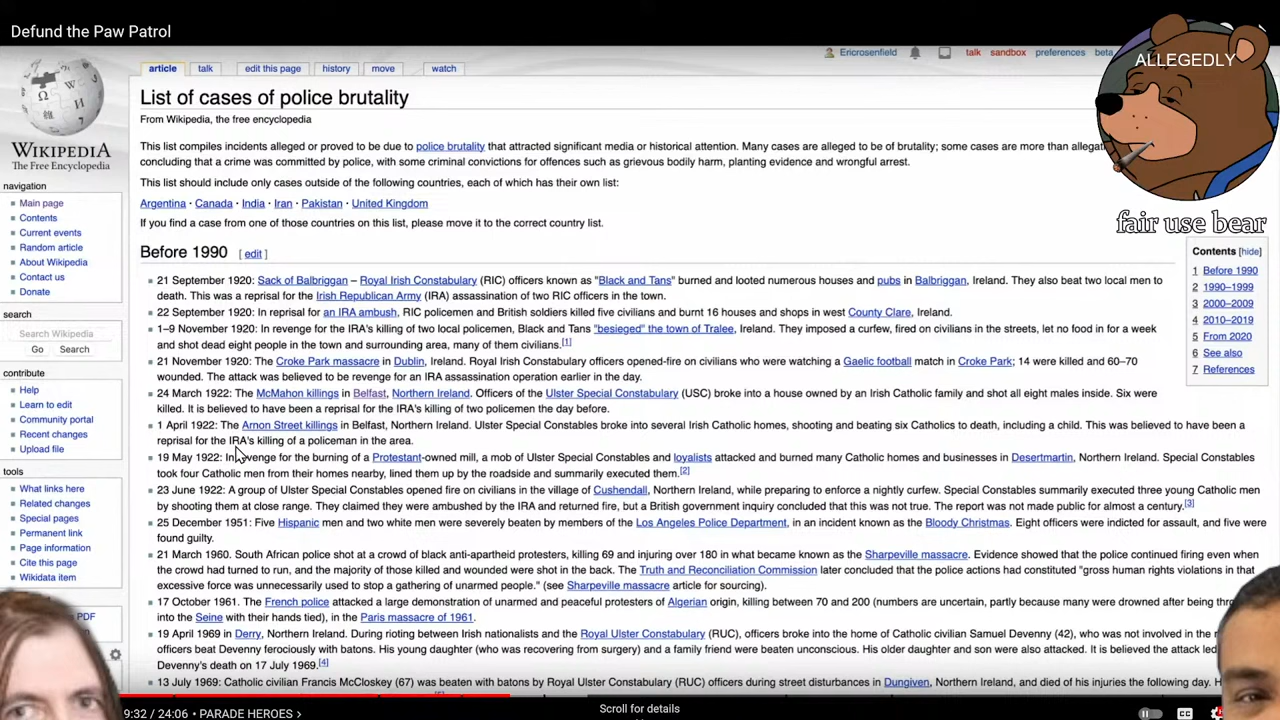 Defund the Paw Patrol
ALLEGEDLY
fair use bear
Ericrosenfield talk sandbox preferences beta
article talk edit this page history move watch
WIKIPEDIA
The Free Encyclopedia
navigation
Main page
Contents
Current events
Random article
About Wikipedia
Contact us
Donate
search
Search Wikipedia
Go Search
contribute
Help
Learn to edit
Community portal
Recent changes
Upload file
tools
What links here
Related changes
Special pages
Permanent link
Page information
Cite this page
Wikidata item
PDF
List of cases of police brutality
From Wikipedia, the free encyclopedia
This list compiles incidents alleged or proved to be due to police brutality that attracted significant media or historical attention. Many cases are alleged to be of brutality; some cases are more than
concluding that a crime was committed by police, with some criminal convictions for offences such as grievous bodily harm, planting evidence and wrongful arrest.
This list should include only cases outside of the following countries, each of which has their own list:
Argentina · Canada · India · Iran · Pakistan · United Kingdom
If you find a case from one of those countries on this list, please move it to the correct country list.
Before 1990 [ edit ]
Contents [hide]
1 Before 1990
2 1990–1999
3 2000–2009
4 2010–2019
5 From 2020
6 See also
7 References
21 September 1920: Sack of Balbriggan – Royal Irish Constabulary (RIC) officers known as "Black and Tans" burned and looted numerous houses and pubs in Balbriggan, Ireland. They also beat two local men to
death. This was a reprisal for the Irish Republican Army (IRA) assassination of two RIC officers in the town.
22 September 1920: In reprisal for an IRA ambush, RIC policemen and British soldiers killed five civilians and burnt 16 houses and shops in west County Clare, Ireland.
1–9 November 1920: In revenge for the IRA's killing of two local policemen, Black and Tans "besieged" the town of Tralee, Ireland. They imposed a curfew, fired on civilians in the streets, let no food in for a week
and shot dead eight people in the town and surrounding area, many of them civilians.[1]
21 November 1920: The Croke Park massacre in Dublin, Ireland. Royal Irish Constabulary officers opened-fire on civilians who were watching a Gaelic football match in Croke Park; 14 were killed and 60–70
wounded. The attack was believed to be revenge for an IRA assassination operation earlier in the day.
24 March 1922: The McMahon killings in Belfast, Northern Ireland. Officers of the Ulster Special Constabulary (USC) broke into a house owned by an Irish Catholic family and shot all eight males inside. Six were
killed. It is believed to have been a reprisal for the IRA's killing of two policemen the day before.
1 April 1922: The Arnon Street killings in Belfast, Northern Ireland. Ulster Special Constables broke into several Irish Catholic homes, shooting and beating six Catholics to death, including a child. This was believed to have been a
reprisal for the IRA's killing of a policeman in the area.
19 May 1922: In revenge for the burning of a Protestant-owned mill, a mob of Ulster Special Constables and loyalists attacked and burned many Catholic homes and businesses in Desertmartin, Northern Ireland. Special Constables
took four Catholic men from their homes nearby, lined them up by the roadside and summarily executed them.[2]
23 June 1922: A group of Ulster Special Constables opened fire on civilians in the village of Cushendall, Northern Ireland, while preparing to enforce a nightly curfew. Special Constables summarily executed three young Catholic men
by shooting them at close range. They claimed they were ambushed by the IRA and returned fire, but a British government inquiry concluded that this was not true. The report was not made public for almost a century.[3]
25 December 1951: Five Hispanic men and two white men were severely beaten by members of the Los Angeles Police Department, in an incident known as the Bloody Christmas. Eight officers were indicted for assault, and five were
found guilty.
21 March 1960. South African police shot at a crowd of black anti-apartheid protesters, killing 69 and injuring over 180 in what became known as the Sharpeville massacre. Evidence showed that the police continued firing even when
the crowd had turned to run, and the majority of those killed and wounded were shot in the back. The Truth and Reconciliation Commission later concluded that the police actions had constituted "gross human rights violations in that
excessive force was unnecessarily used to stop a gathering of unarmed people." (see Sharpeville massacre article for sourcing).
17 October 1961. The French police attacked a large demonstration of unarmed and peaceful protesters of Algerian origin, killing between 70 and 200 (numbers are uncertain, partly because many were drowned after being
into the Seine with their hands tied), in the Paris massacre of 1961.
19 April 1969 in Derry, Northern Ireland. During rioting between Irish nationalists and the Royal Ulster Constabulary (RUC), officers broke into the home of Catholic civilian Samuel Devenny (42), who was not involved in the
officers beat Devenny ferociously with batons. His young daughter (who was recovering from surgery) and a family friend were beaten unconscious. His older daughter and son were also attacked. It is believed the attack led
Devenny's death on 17 July 1969.[4]
13 July 1969: Catholic civilian Francis McCloskey (67) was beaten with batons by Royal Ulster Constabulary (RUC) officers during street disturbances in Dungiven, Northern Ireland, and died of his injuries the following day.
9:32 / 24:06 • PARADE HEROES >
Scroll for details
CC